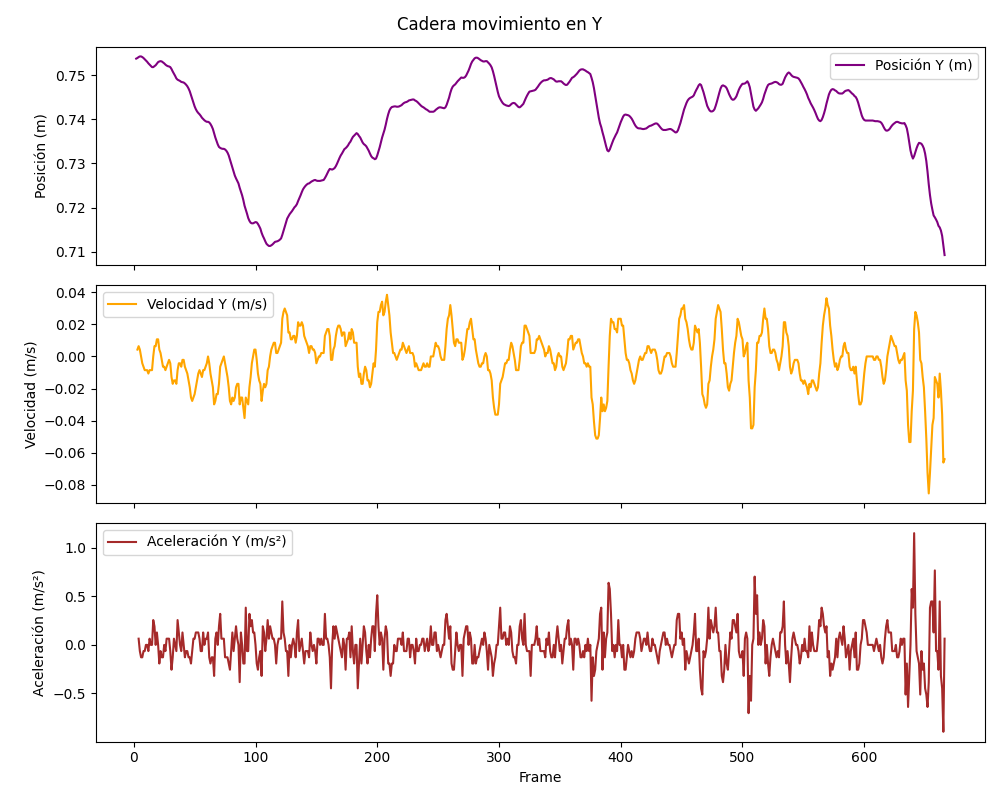 Cadera movimiento en Y
Posición (m)
0.75
0.74
0.73
0.72
0.71
Posición Y (m)
Velocidad (m/s)
0.04
0.02
0.00
−0.02
−0.04
−0.06
−0.08
Velocidad Y (m/s)
Aceleración (m/s²)
1.0
0.5
0.0
−0.5
Aceleración Y (m/s²)
0 100 200 300 400 500 600
Frame